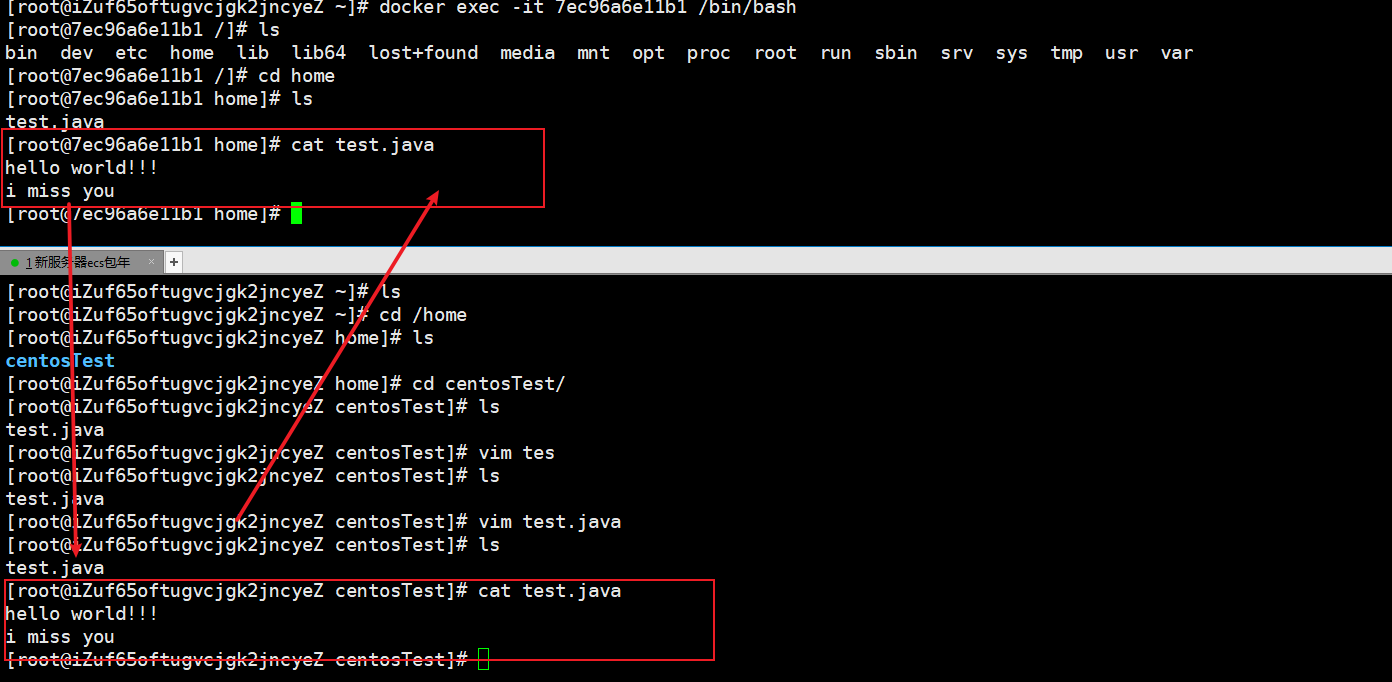 [root@iZuf65oftugvcjgk2jncyeZ ~]# docker exec -it 7ec96a6e11b1 /bin/bash
[root@7ec96a6e11b1 /]# ls
bin  dev  etc  home  lib  lib64  lost+found  media  mnt  opt  proc  root  run  sbin  srv  sys  tmp  usr  var
[root@7ec96a6e11b1 /]# cd home
[root@7ec96a6e11b1 home]# ls
test.java
[root@7ec96a6e11b1 home]# cat test.java
hello world!!!
i miss you
[root@7ec96a6e11b1 home]#
1 新服务器ecs包年 × +
[root@iZuf65oftugvcjgk2jncyeZ ~]# ls
[root@iZuf65oftugvcjgk2jncyeZ ~]# cd /home
[root@iZuf65oftugvcjgk2jncyeZ home]# ls
centosTest
[root@iZuf65oftugvcjgk2jncyeZ home]# cd centosTest/
[root@iZuf65oftugvcjgk2jncyeZ centosTest]# ls
test.java
[root@iZuf65oftugvcjgk2jncyeZ centosTest]# vim tes
[root@iZuf65oftugvcjgk2jncyeZ centosTest]# ls
test.java
[root@iZuf65oftugvcjgk2jncyeZ centosTest]# vim test.java
[root@iZuf65oftugvcjgk2jncyeZ centosTest]# ls
test.java
[root@iZuf65oftugvcjgk2jncyeZ centosTest]# cat test.java
hello world!!!
i miss you
[root@iZuf65oftugvcjgk2jncyeZ centosTest]#